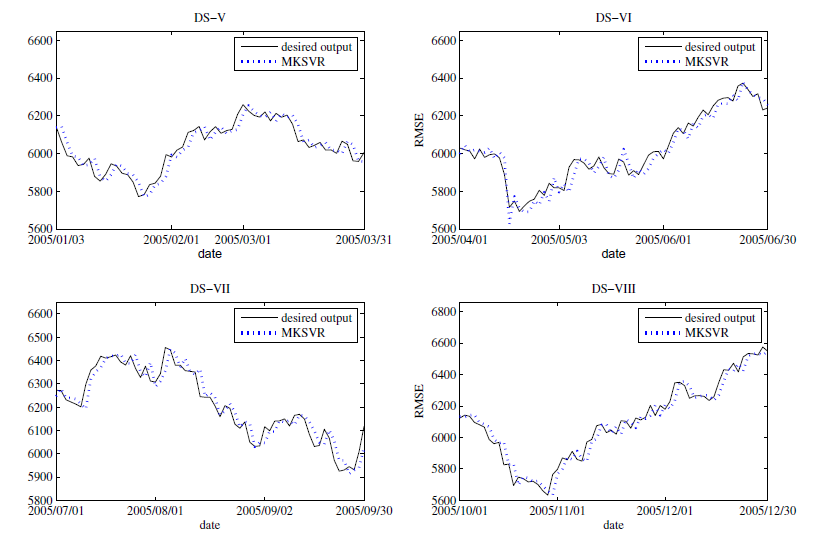 DS−V
6600
6400
6200
6000
5800
5600
desired output
MKSVR
2005/01/03 2005/02/01 2005/03/01 2005/03/31
date
DS−VI
6600
6400
6200
6000
5800
5600
RMSE
desired output
MKSVR
2005/04/01 2005/05/03 2005/06/01 2005/06/30
date
DS−VII
6600
6500
6400
6300
6200
6100
6000
5900
5800
desired output
MKSVR
2005/07/01 2005/08/01 2005/09/02 2005/09/30
date
DS−VIII
6800
6600
6400
6200
6000
5800
5600
RMSE
desired output
MKSVR
2005/10/01 2005/11/01 2005/12/01 2005/12/30
date